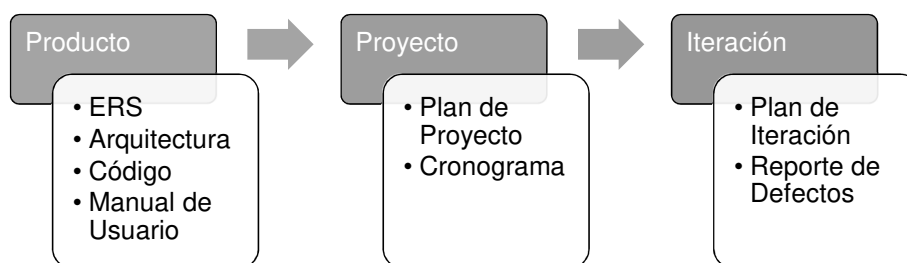 Producto
• ERS
• Arquitectura
• Código
• Manual de
Usuario
Proyecto
• Plan de
Proyecto
• Cronograma
Iteración
• Plan de
Iteración
• Reporte de
Defectos